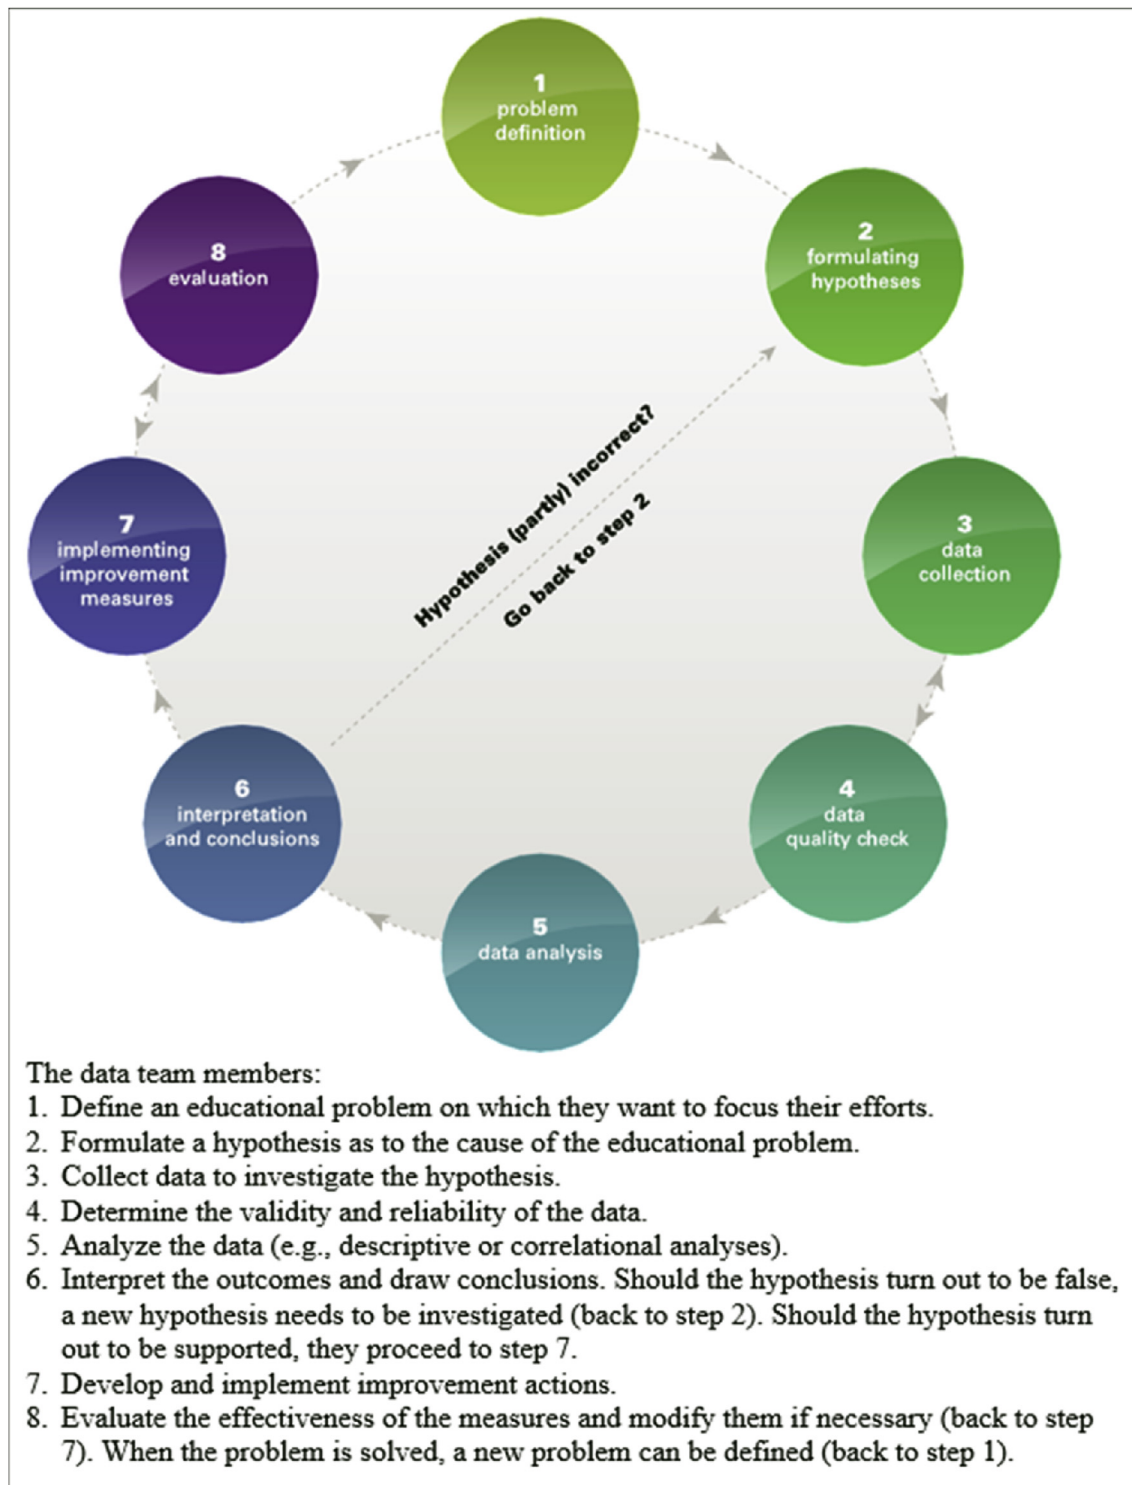 1
problem
definition
2
formulating
hypotheses
3
data
collection
4
data
quality check
5
data analysis
6
interpretation
and conclusions
7
implementing
improvement
measures
8
evaluation
Hypothesis (partly) incorrect?
Go back to step 2
The data team members:
1. Define an educational problem on which they want to focus their efforts.
2. Formulate a hypothesis as to the cause of the educational problem.
3. Collect data to investigate the hypothesis.
4. Determine the validity and reliability of the data.
5. Analyze the data (e.g., descriptive or correlational analyses).
6. Interpret the outcomes and draw conclusions. Should the hypothesis turn out to be false,
a new hypothesis needs to be investigated (back to step 2). Should the hypothesis turn
out to be supported, they proceed to step 7.
7. Develop and implement improvement actions.
8. Evaluate the effectiveness of the measures and modify them if necessary (back to step
7). When the problem is solved, a new problem can be defined (back to step 1).